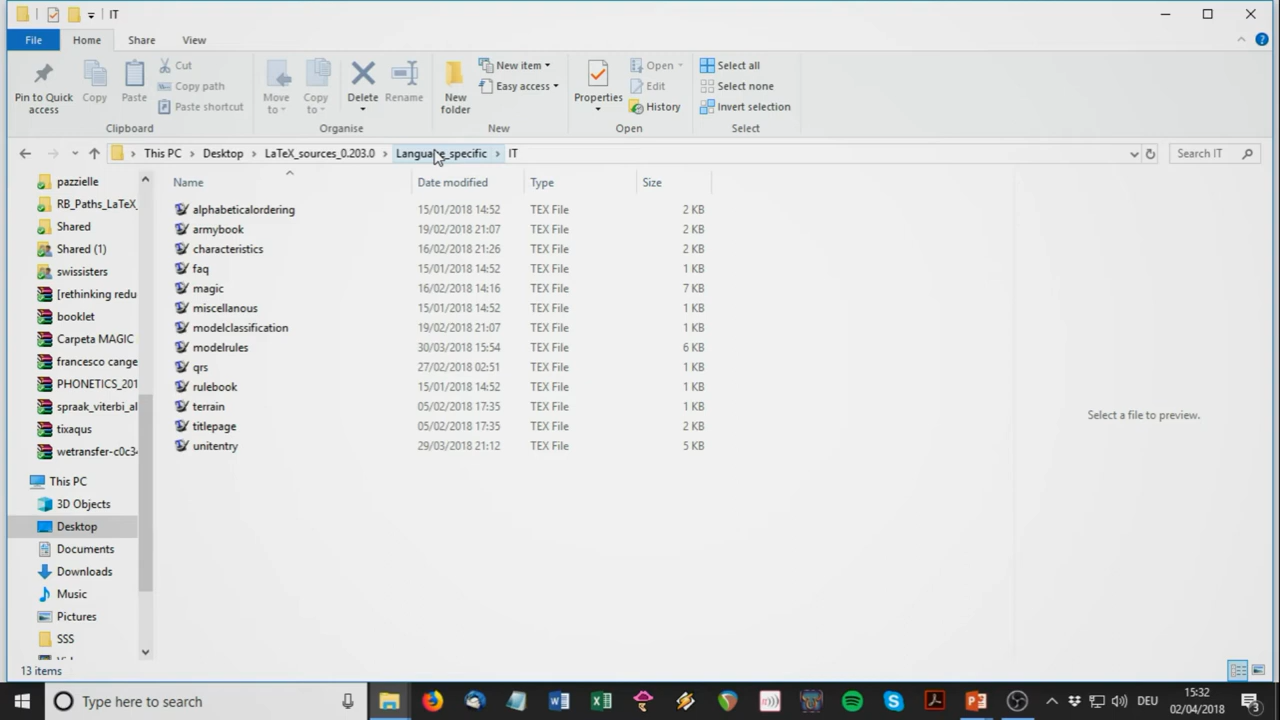 IT
File Home Share View
Pin to Quick access
Copy
Paste
Cut
Copy path
Paste shortcut
Clipboard
Move to
Copy to
Delete
Rename
Organise
New folder
New item
Easy access
New
Properties
Open
Edit
History
Open
Select all
Select none
Invert selection
Select
This PC > Desktop > LaTeX_sources_0.203.0 > Language_specific > IT
Search IT
Name Date modified Type Size
pazzielle
RB_Paths_LaTeX_
Shared
Shared (1)
swissisters
[rethinking redu
booklet
Carpeta MAGIC
francesco cange
PHONETICS_201
spraak_viterbi_al
tixaqus
wetransfer-c0c34
This PC
3D Objects
Desktop
Documents
Downloads
Music
Pictures
SSS
alphabeticalordering 15/01/2018 14:52 TEX File 2 KB
armybook 19/02/2018 21:07 TEX File 2 KB
characteristics 16/02/2018 21:26 TEX File 2 KB
faq 15/01/2018 14:52 TEX File 1 KB
magic 16/02/2018 14:16 TEX File 7 KB
miscellanous 15/01/2018 14:52 TEX File 1 KB
modelclassification 19/02/2018 21:07 TEX File 1 KB
modelrules 30/03/2018 15:54 TEX File 6 KB
qrs 27/02/2018 02:51 TEX File 1 KB
rulebook 15/01/2018 14:52 TEX File 1 KB
terrain 05/02/2018 17:35 TEX File 1 KB
titlepage 05/02/2018 17:35 TEX File 2 KB
unitentry 29/03/2018 21:12 TEX File 5 KB
Select a file to preview.
13 items
Type here to search
DEU
15:32
02/04/2018
3